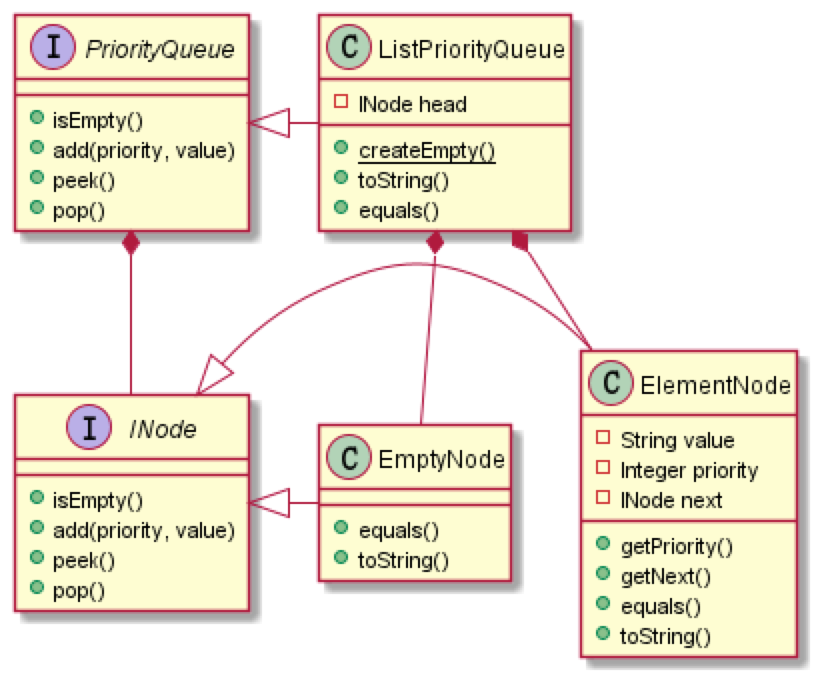 I PriorityQueue
isEmpty()
add(priority, value)
peek()
pop()
C ListPriorityQueue
INode head
createEmpty()
toString()
equals()
I INode
isEmpty()
add(priority, value)
peek()
pop()
C EmptyNode
equals()
toString()
C ElementNode
String value
Integer priority
INode next
getPriority()
getNext()
equals()
toString()